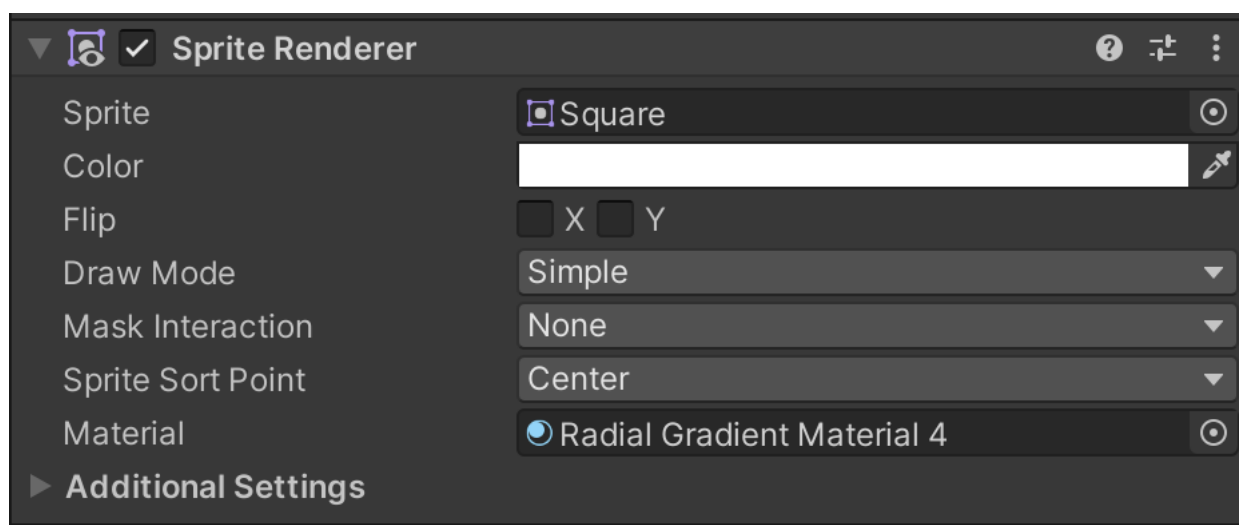 Sprite Renderer
Sprite Square
Color
Flip X Y
Draw Mode Simple
Mask Interaction None
Sprite Sort Point Center
Material Radial Gradient Material 4
Additional Settings